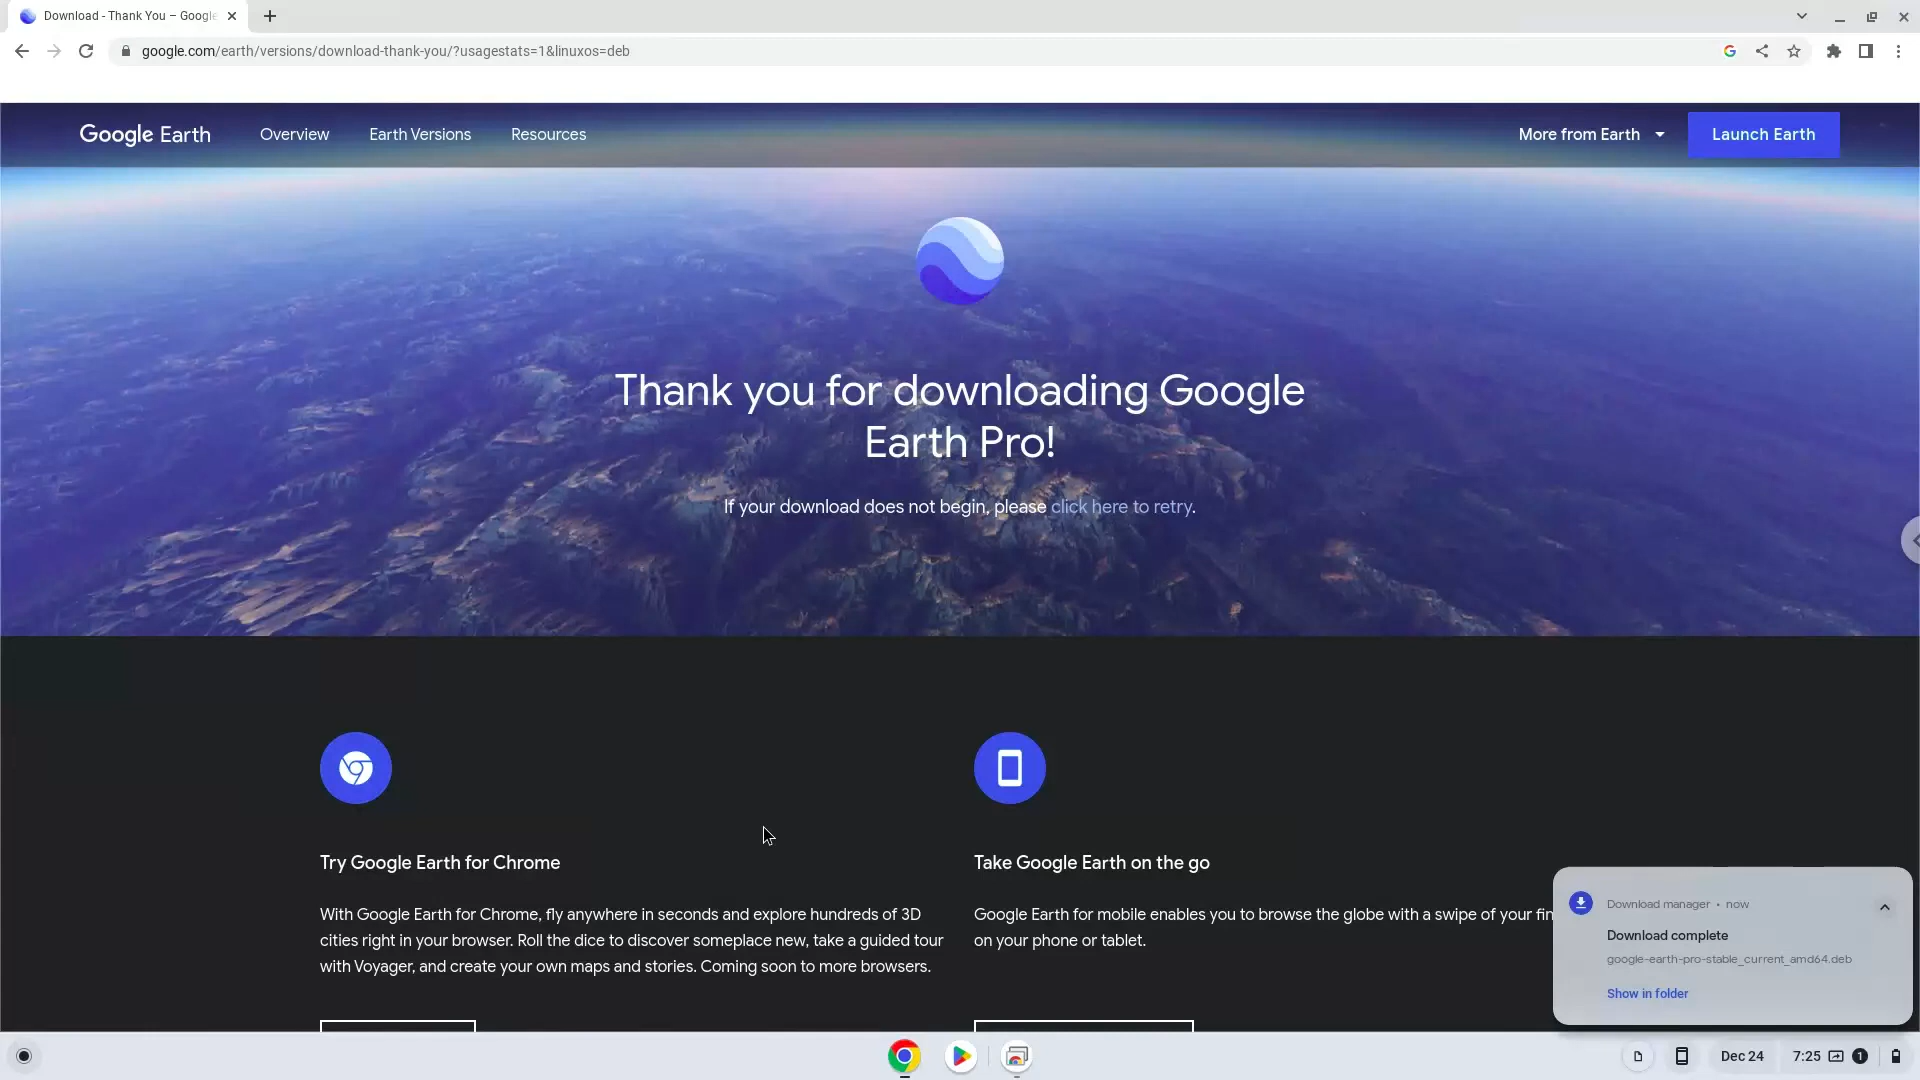 Download - Thank You – Google
google.com/earth/versions/download-thank-you/?usagestats=1&linuxos=deb
Google Earth
Overview
Earth Versions
Resources
More from Earth
Launch Earth
Thank you for downloading Google
Earth Pro!
If your download does not begin, please click here to retry.
Try Google Earth for Chrome
With Google Earth for Chrome, fly anywhere in seconds and explore hundreds of 3D
cities right in your browser. Roll the dice to discover someplace new, take a guided tour
with Voyager, and create your own maps and stories. Coming soon to more browsers.
Take Google Earth on the go
Google Earth for mobile enables you to browse the globe with a swipe of your fin
on your phone or tablet.
Download manager • now
Download complete
google-earth-pro-stable_current_amd64.deb
Show in folder
Dec 24
7:25
1